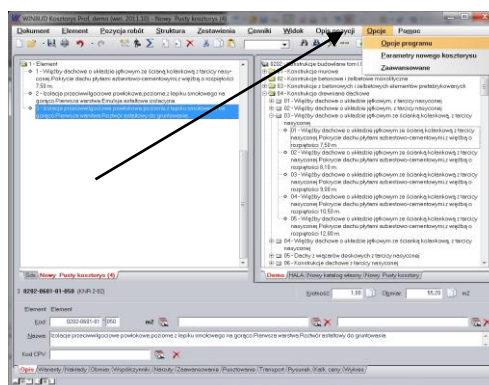 WINBUD Kosztorys Prof. demo (wer. 2011.10) - Nowy Pusty kosztorys (4)
Dokument Element Pozycja robót Struktura Zestawienia Cenniki Widok Opis pozycji Opcje Pomoc
Opcje programu
Parametry nowego kosztorysu
Zaawansowane
1 - Element
1 - Więźby dachowe o układzie jętkowym ze ścianką kolankową z tarcicy nasyconej.Pokrycie dachu płytami azbestowo-cementowymi.z więźbą o rozpiętości 7,50 m.
2 - Izolacje przeciwwilgociowe powłokowe.poziome.z lepiku smołowego na gorąco.Pierwsza warstwa.Emulsja asfaltowa
3 - Izolacje przeciwwilgociowe powłokowe.poziome.z lepiku smołowego na gorąco.Pierwsza warstwa.Roztwór asfaltowy do gruntowania
0202 - Konstrukcje budowlane tom I
- Konstrukcje murowe
- Konstrukcje betonowe i żelbetowe monolityczne
03 - Konstrukcje z betonowych i żelbetowych elementów prefabrykowanych
04 - Konstrukcje drewniane dachowe
01 - Więźby dachowe o układzie jętkowym, z tarcicy nasyconej
02 - Więźby dachowe o układzie jętkowym, z tarcicy nasyconej
03 - Więźby dachowe o układzie jętkowym ze ścianką kolankową, z tarcicy nasyconej
01 - Więźby dachowe o układzie jętkowym ze ścianką kolankową z tarcicy nasyconej.Pokrycie dachu płytami azbestowo-cementowymi.z więźbą o rozpiętości 7,50 m.
02 - Więźby dachowe o układzie jętkowym ze ścianką kolankową z tarcicy nasyconej.Pokrycie dachu płytami azbestowo-cementowymi.z więźbą o rozpiętości 8,10 m.
03 - Więźby dachowe o układzie jętkowym ze ścianką kolankową z tarcicy nasyconej.Pokrycie dachu płytami azbestowo-cementowymi.z więźbą o rozpiętości 9,00 m.
04 - Więźby dachowe o układzie jętkowym ze ścianką kolankową z tarcicy nasyconej.Pokrycie dachu płytami azbestowo-cementowymi.z więźbą o rozpiętości 10,50 m.
05 - Więźby dachowe o układzie jętkowym ze ścianką kolankową z tarcicy nasyconej.Pokrycie dachu płytami azbestowo-cementowymi.z więźbą o rozpiętości 12,00 m.
04 - Więźby dachowe o układzie jętkowym ze ścianką kolankową, z tarcicy nasyconej
05 - Dachy z wiązarów deskowych z tarcicy nasyconej
06 - Konstrukcje dachowe z tarcicy nasyconej
Sda Nowy Pusty kosztorys (4)
Demo HALA Nowy katalog własny Nowy Pusty kosztorys
3 0202-0601-01-050 (KNR 2-02)
Krotność 1,00 Obmiar 55,20 m2
Element Element
Kod 0202-0601-01 050 m2
Nazwa Izolacje przeciwwilgociowe powłokowe.poziome.z lepiku smołowego na gorąco.Pierwsza warstwa.Roztwór asfaltowy do gruntowania
Kod CPV
Opis Warianty Nakłady Obmiar Współczynniki Narzuty Zaawansowane Pusztowania Transport Rysunek Kalk. ceny Wykres